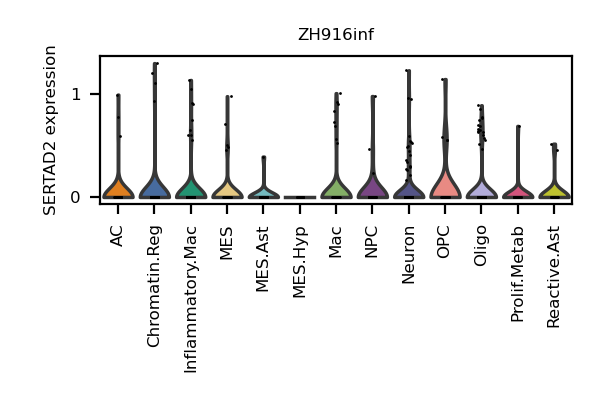 ZH916inf
SERTAD2 expression
1
0
AC
Chromatin.Reg
Inflammatory.Mac
MES
MES.Ast
MES.Hyp
Mac
NPC
Neuron
OPC
Oligo
Prolif.Metab
Reactive.Ast